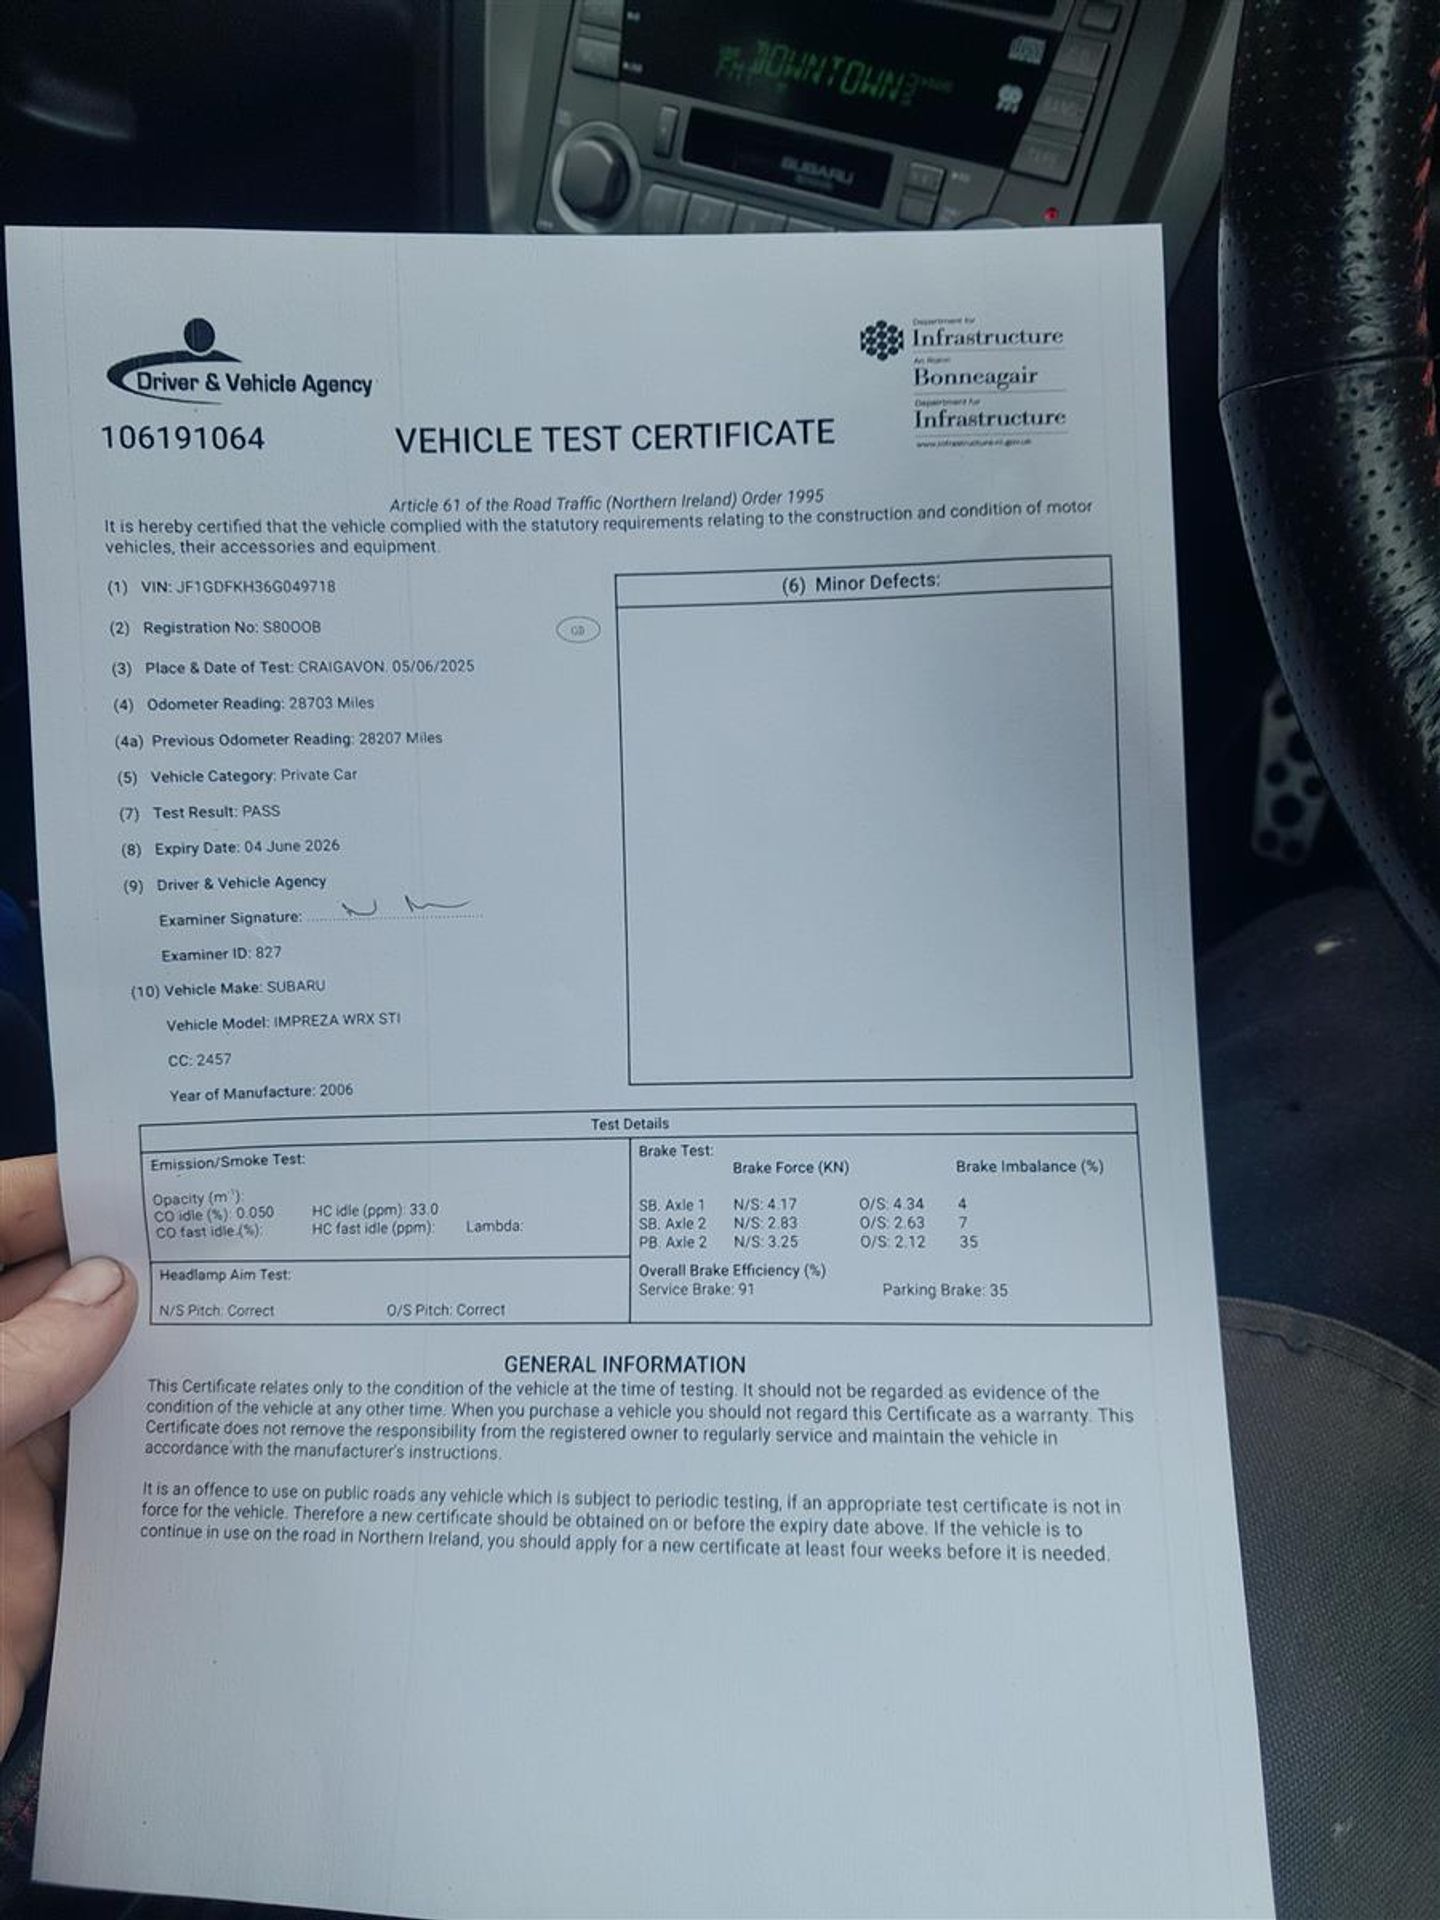 DOWNTOWN
SUBARU
Driver & Vehicle Agency
Department for
Infrastructure
An Roinn
Bonneagair
Department for
Infrastructure
www.infrastructure-ni.gov.uk
106191064
VEHICLE TEST CERTIFICATE
Article 61 of the Road Traffic (Northern Ireland) Order 1995
It is hereby certified that the vehicle complied with the statutory requirements relating to the construction and condition of motor
vehicles, their accessories and equipment.
(1) VIN: JF1GDFKH36G049718
(2) Registration No: S80OOB
GB
(3) Place & Date of Test: CRAIGAVON. 05/06/2025
(4) Odometer Reading: 28703 Miles
(4a) Previous Odometer Reading: 28207 Miles
(5) Vehicle Category: Private Car
(7) Test Result: PASS
(8) Expiry Date: 04 June 2026
(9) Driver & Vehicle Agency
Examiner Signature:
Examiner ID: 827
(10) Vehicle Make: SUBARU
Vehicle Model: IMPREZA WRX STI
CC: 2457
Year of Manufacture: 2006
(6) Minor Defects:
Test Details
Emission/Smoke Test:
Opacity (m⁻¹):
CO idle (%): 0.050 HC idle (ppm): 33.0
CO fast idle (%): HC fast idle (ppm): Lambda:
Headlamp Aim Test:
N/S Pitch: Correct O/S Pitch: Correct
Brake Test:
Brake Force (KN) Brake Imbalance (%)
SB. Axle 1 N/S: 4.17 O/S: 4.34 4
SB. Axle 2 N/S: 2.83 O/S: 2.63 7
PB. Axle 2 N/S: 3.25 O/S: 2.12 35
Overall Brake Efficiency (%)
Service Brake: 91 Parking Brake: 35
GENERAL INFORMATION
This Certificate relates only to the condition of the vehicle at the time of testing. It should not be regarded as evidence of the
condition of the vehicle at any other time. When you purchase a vehicle you should not regard this Certificate as a warranty. This
Certificate does not remove the responsibility from the registered owner to regularly service and maintain the vehicle in
accordance with the manufacturer's instructions.
It is an offence to use on public roads any vehicle which is subject to periodic testing, if an appropriate test certificate is not in
force for the vehicle. Therefore a new certificate should be obtained on or before the expiry date above. If the vehicle is to
continue in use on the road in Northern Ireland, you should apply for a new certificate at least four weeks before it is needed.